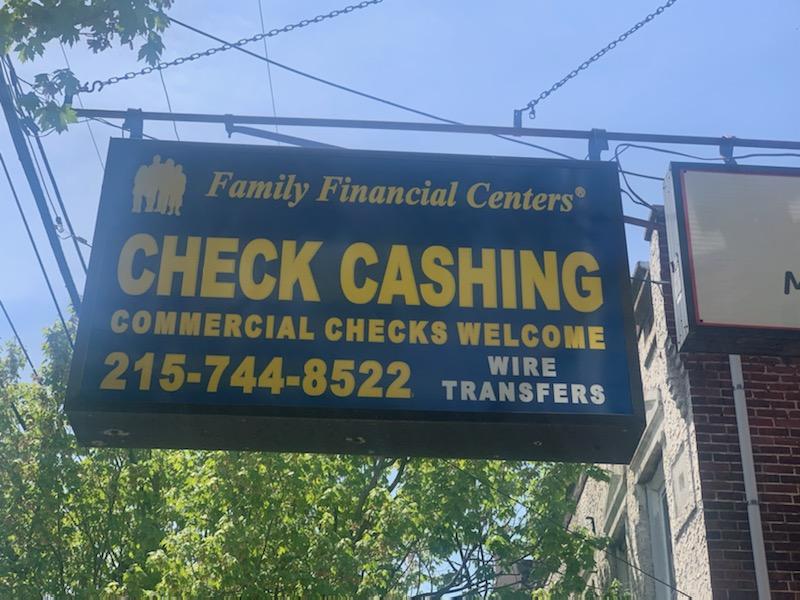 Family Financial Centers®
CHECK CASHING
COMMERCIAL CHECKS WELCOME
215-744-8522
WIRE
TRANSFERS